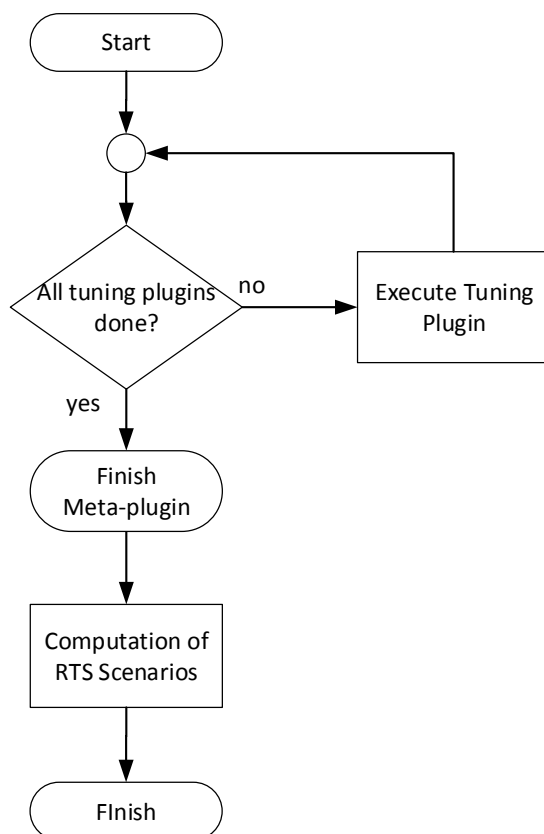 Start
All tuning plugins
done?
no
Execute Tuning
Plugin
yes
Finish
Meta-plugin
Computation of
RTS Scenarios
FInish